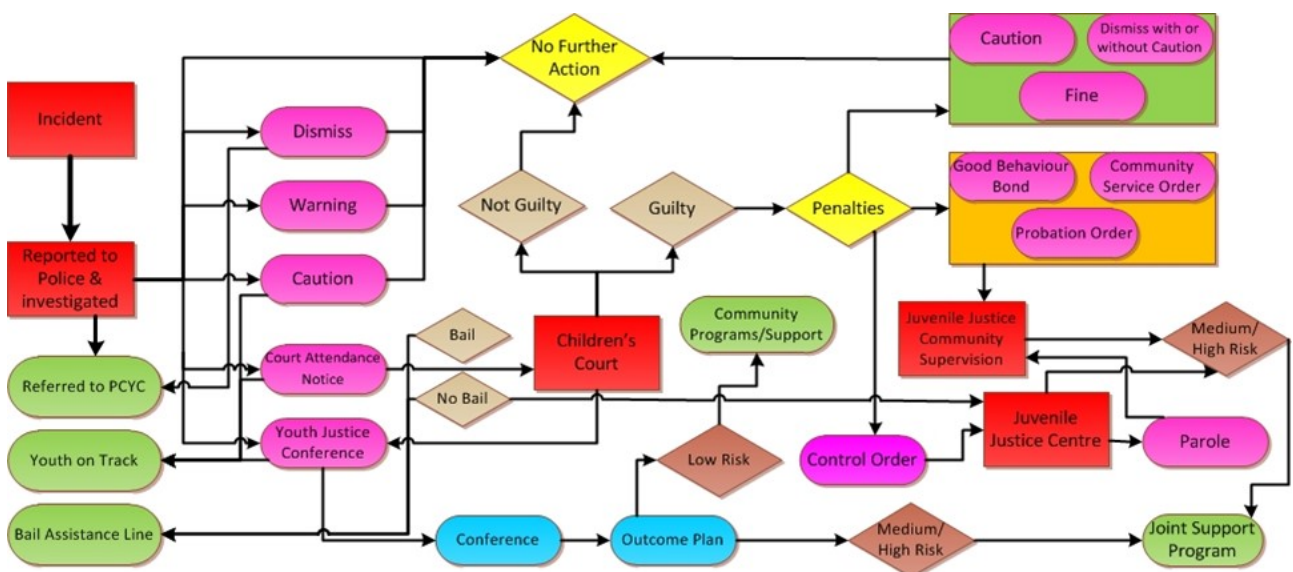 No Further
Action
Caution
Dismiss with or
without Caution
Fine
Incident
Dismiss
Warning
Caution
Not Guilty
Guilty
Penalties
Good Behaviour
Bond
Community
Service Order
Probation Order
Reported to
Police &
investigated
Community
Programs/Support
Juvenile Justice
Community
Supervision
Medium/
High Risk
Bail
Children's
Court
Court Attendance
Notice
Referred to PCYC
No Bail
Youth Justice
Conference
Juvenile
Justice Centre
Parole
Youth on Track
Low Risk
Control Order
Bail Assistance Line
Conference
Outcome Plan
Medium/
High Risk
Joint Support
Program